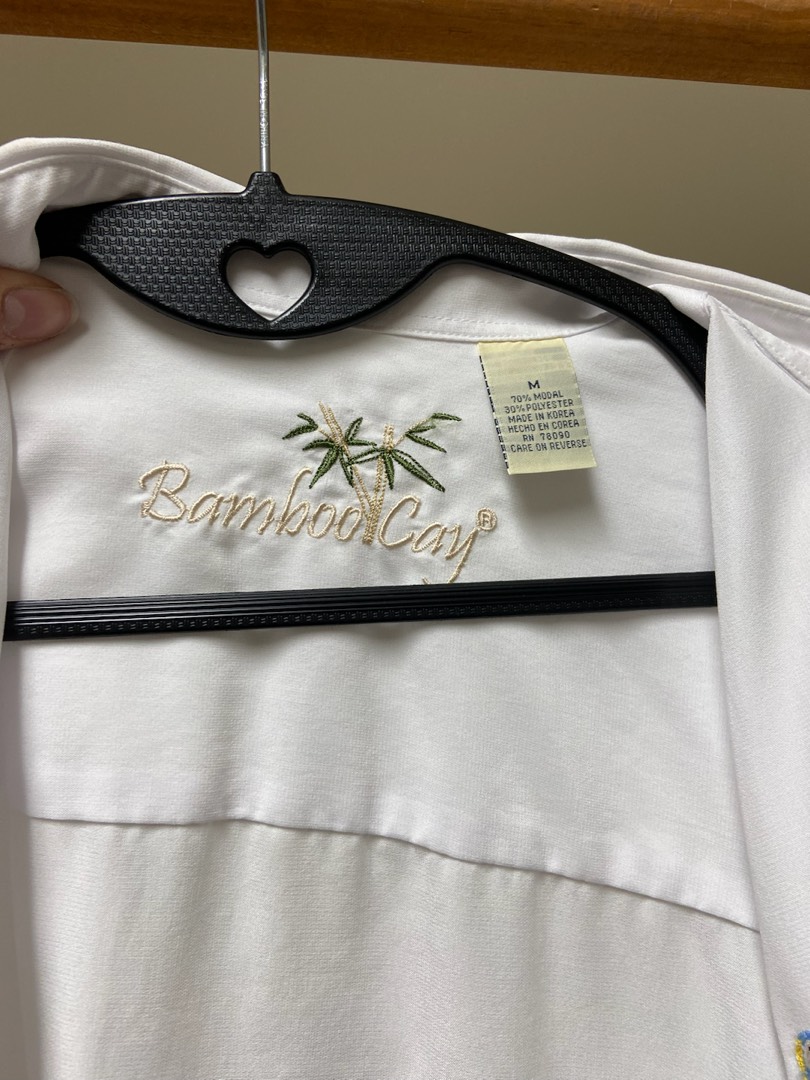 M
70% MODAL
30% POLYESTER
MADE IN KOREA
HECHO EN COREA
RN 78090
CARE ON REVERSE
Bamboo Cay®